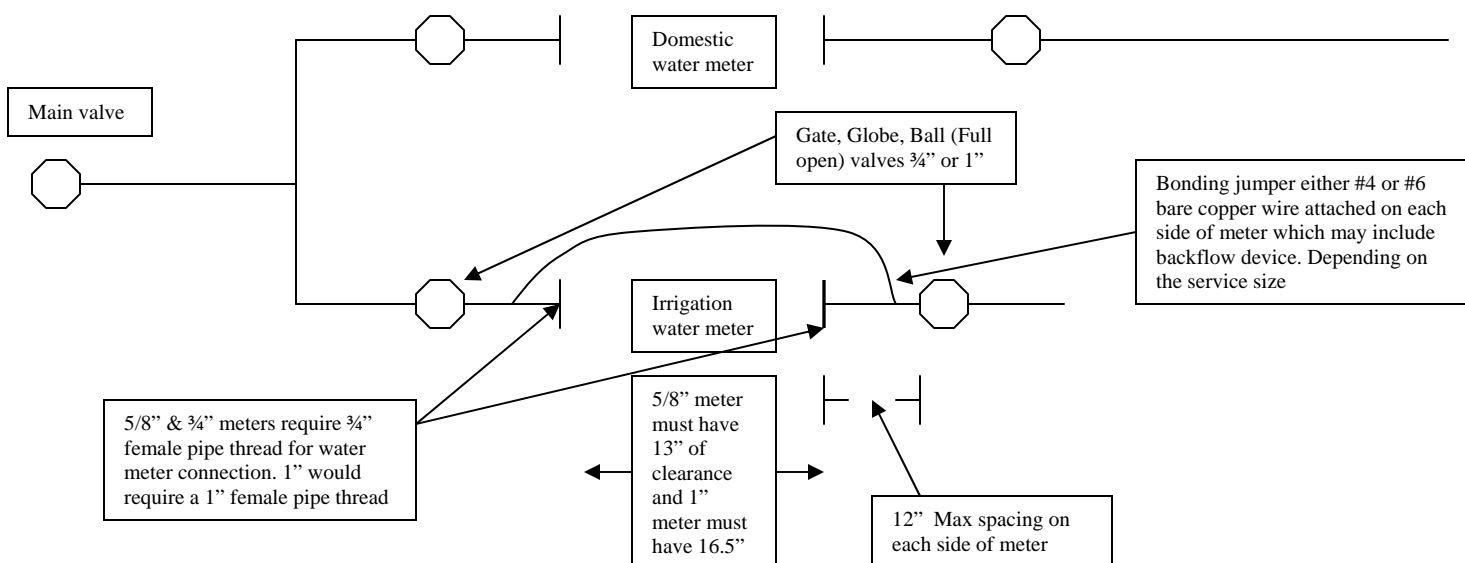 Domestic
water meter
Main valve
Gate, Globe, Ball (Full
open) valves ¾” or 1”
Bonding jumper either #4 or #6
bare copper wire attached on each
side of meter which may include
backflow device. Depending on
the service size
Irrigation
water meter
5/8” & ¾” meters require ¾”
female pipe thread for water
meter connection. 1” would
require a 1” female pipe thread
5/8” meter
must have
13” of
clearance
and 1”
meter must
have 16.5”
12”  Max spacing on
each side of meter